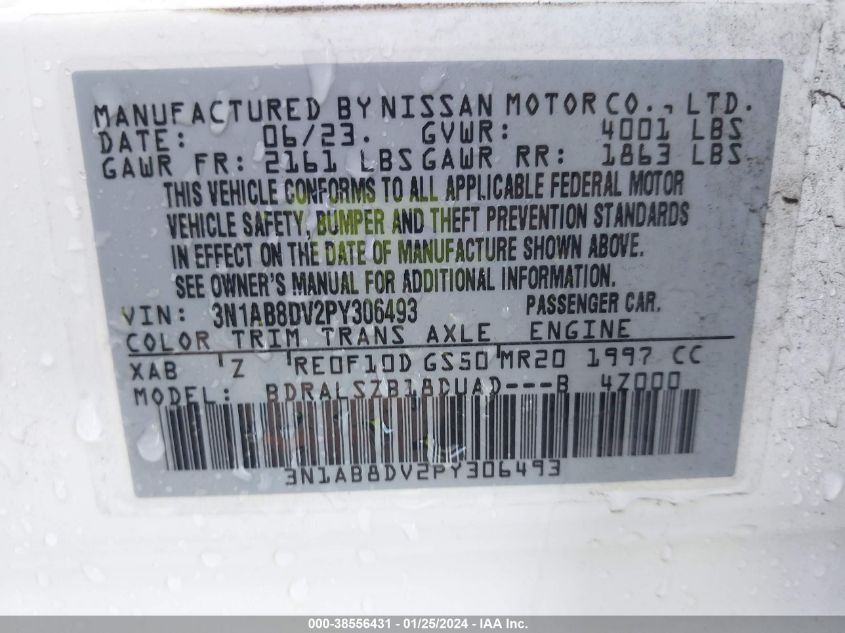 MANUFACTURED BY NISSAN MOTOR CO., LTD.
DATE: 06/23. GVWR: 4001 LBS
GAWR FR: 2161 LBS GAWR RR: 1863 LBS
THIS VEHICLE CONFORMS TO ALL APPLICABLE FEDERAL MOTOR
VEHICLE SAFETY, BUMPER AND THEFT PREVENTION STANDARDS
IN EFFECT ON THE DATE OF MANUFACTURE SHOWN ABOVE.
SEE OWNER'S MANUAL FOR ADDITIONAL INFORMATION.
VIN: 3N1AB8DV2PY306493 PASSENGER CAR.
COLOR TRIM TRANS AXLE ENGINE
XAB Z RE0F10D GS50 MR20 1997 CC
MODEL: BDRALSZB18DUAD---B 4Z000
3N1AB8DV2PY306493
000-38556431 - 01/25/2024 - IAA Inc.